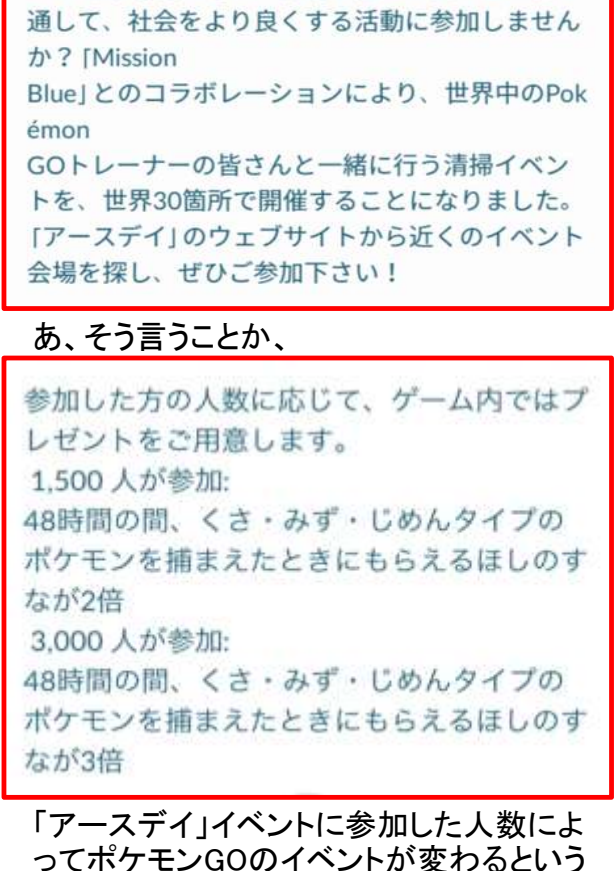 通して、社会をより良くする活動に参加しません
か？「Mission
Blue」とのコラボレーションにより、世界中のPok
émon
GOトレーナーの皆さんと一緒に行う清掃イベン
トを、世界30箇所で開催することになりました。
「アースデイ」のウェブサイトから近くのイベント
会場を探し、ぜひご参加下さい！
あ、そう言うことか、
参加した方の人数に応じて、ゲーム内ではプ
レゼントをご用意します。
1,500 人が参加:
48時間の間、くさ・みず・じめんタイプの
ポケモンを捕まえたときにもらえるほしのす
なが2倍
3,000 人が参加:
48時間の間、くさ・みず・じめんタイプの
ポケモンを捕まえたときにもらえるほしのす
なが3倍
「アースデイ」イベントに参加した人数によ
ってポケモンGOのイベントが変わるという